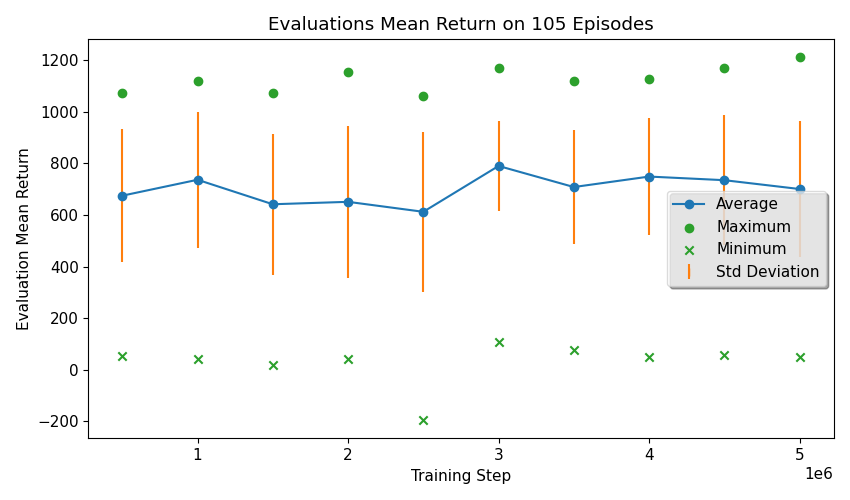 Evaluations Mean Return on 105 Episodes
Evaluation Mean Return
1200
1000
800
600
400
200
0
−200
Average
Maximum
Minimum
Std Deviation
1 2 3 4 5
1e6
Training Step